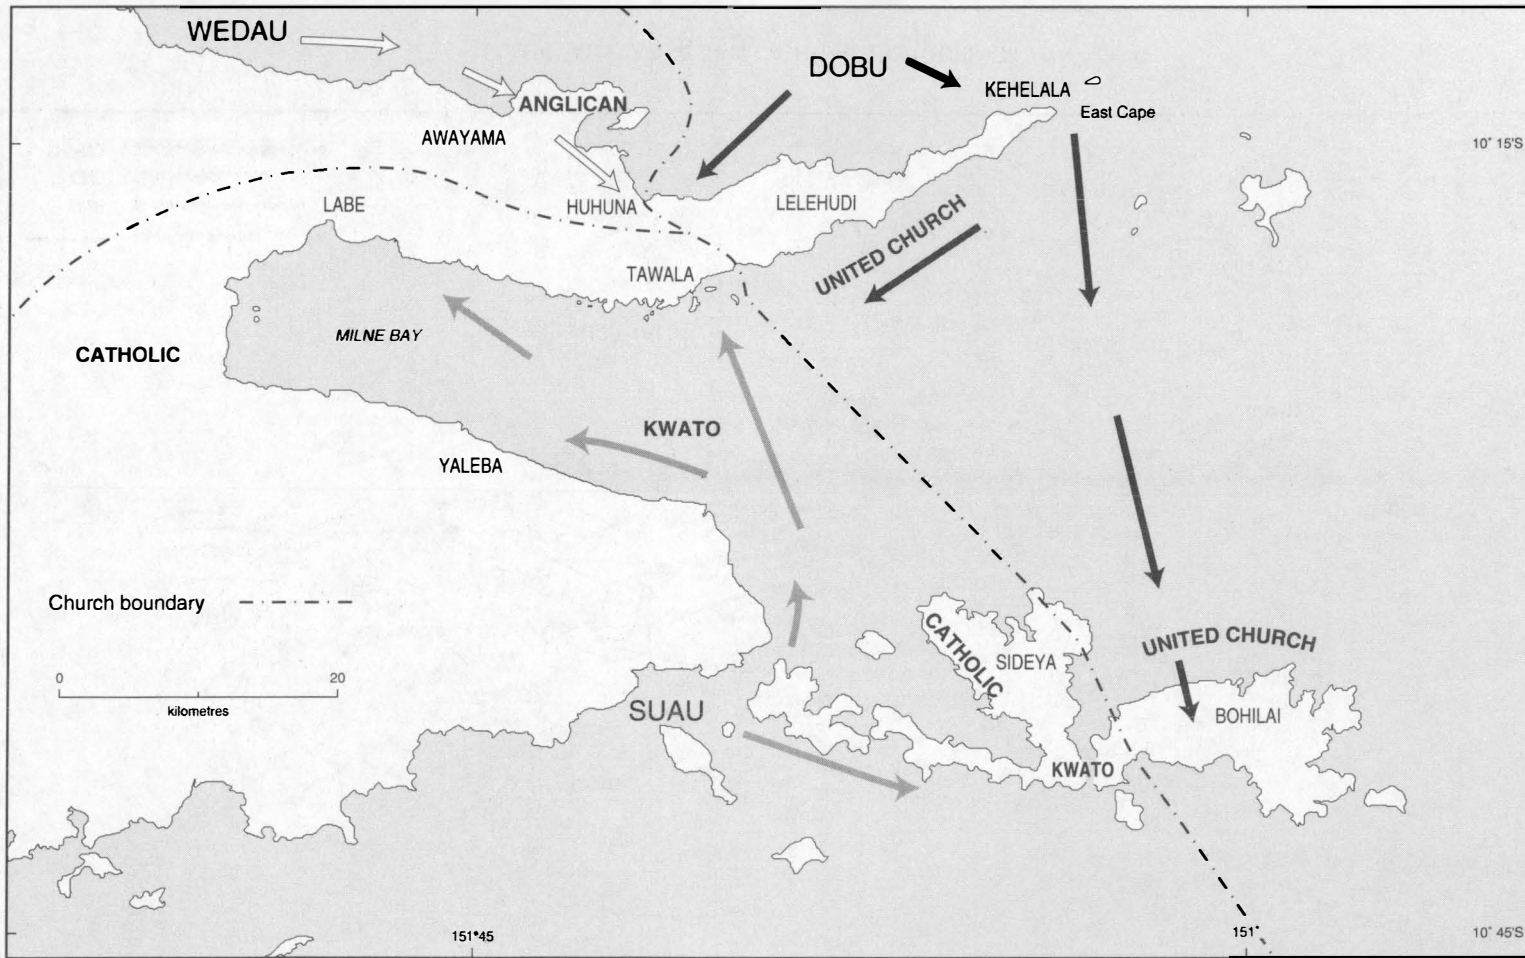 WEDAU
DOBU
KEHELALA
East Cape
ANGLICAN
AWAYAMA
10° 15'S
LABE
HUHUNA
LELEHUDI
UNITED CHURCH
TAWALA
MILNE BAY
CATHOLIC
KWATO
YALEBA
Church boundary
0 20
kilometres
CATHOLIC
SIDEYA
UNITED CHURCH
SUAU
BOHILAI
KWATO
151°45
151°
10° 45'S